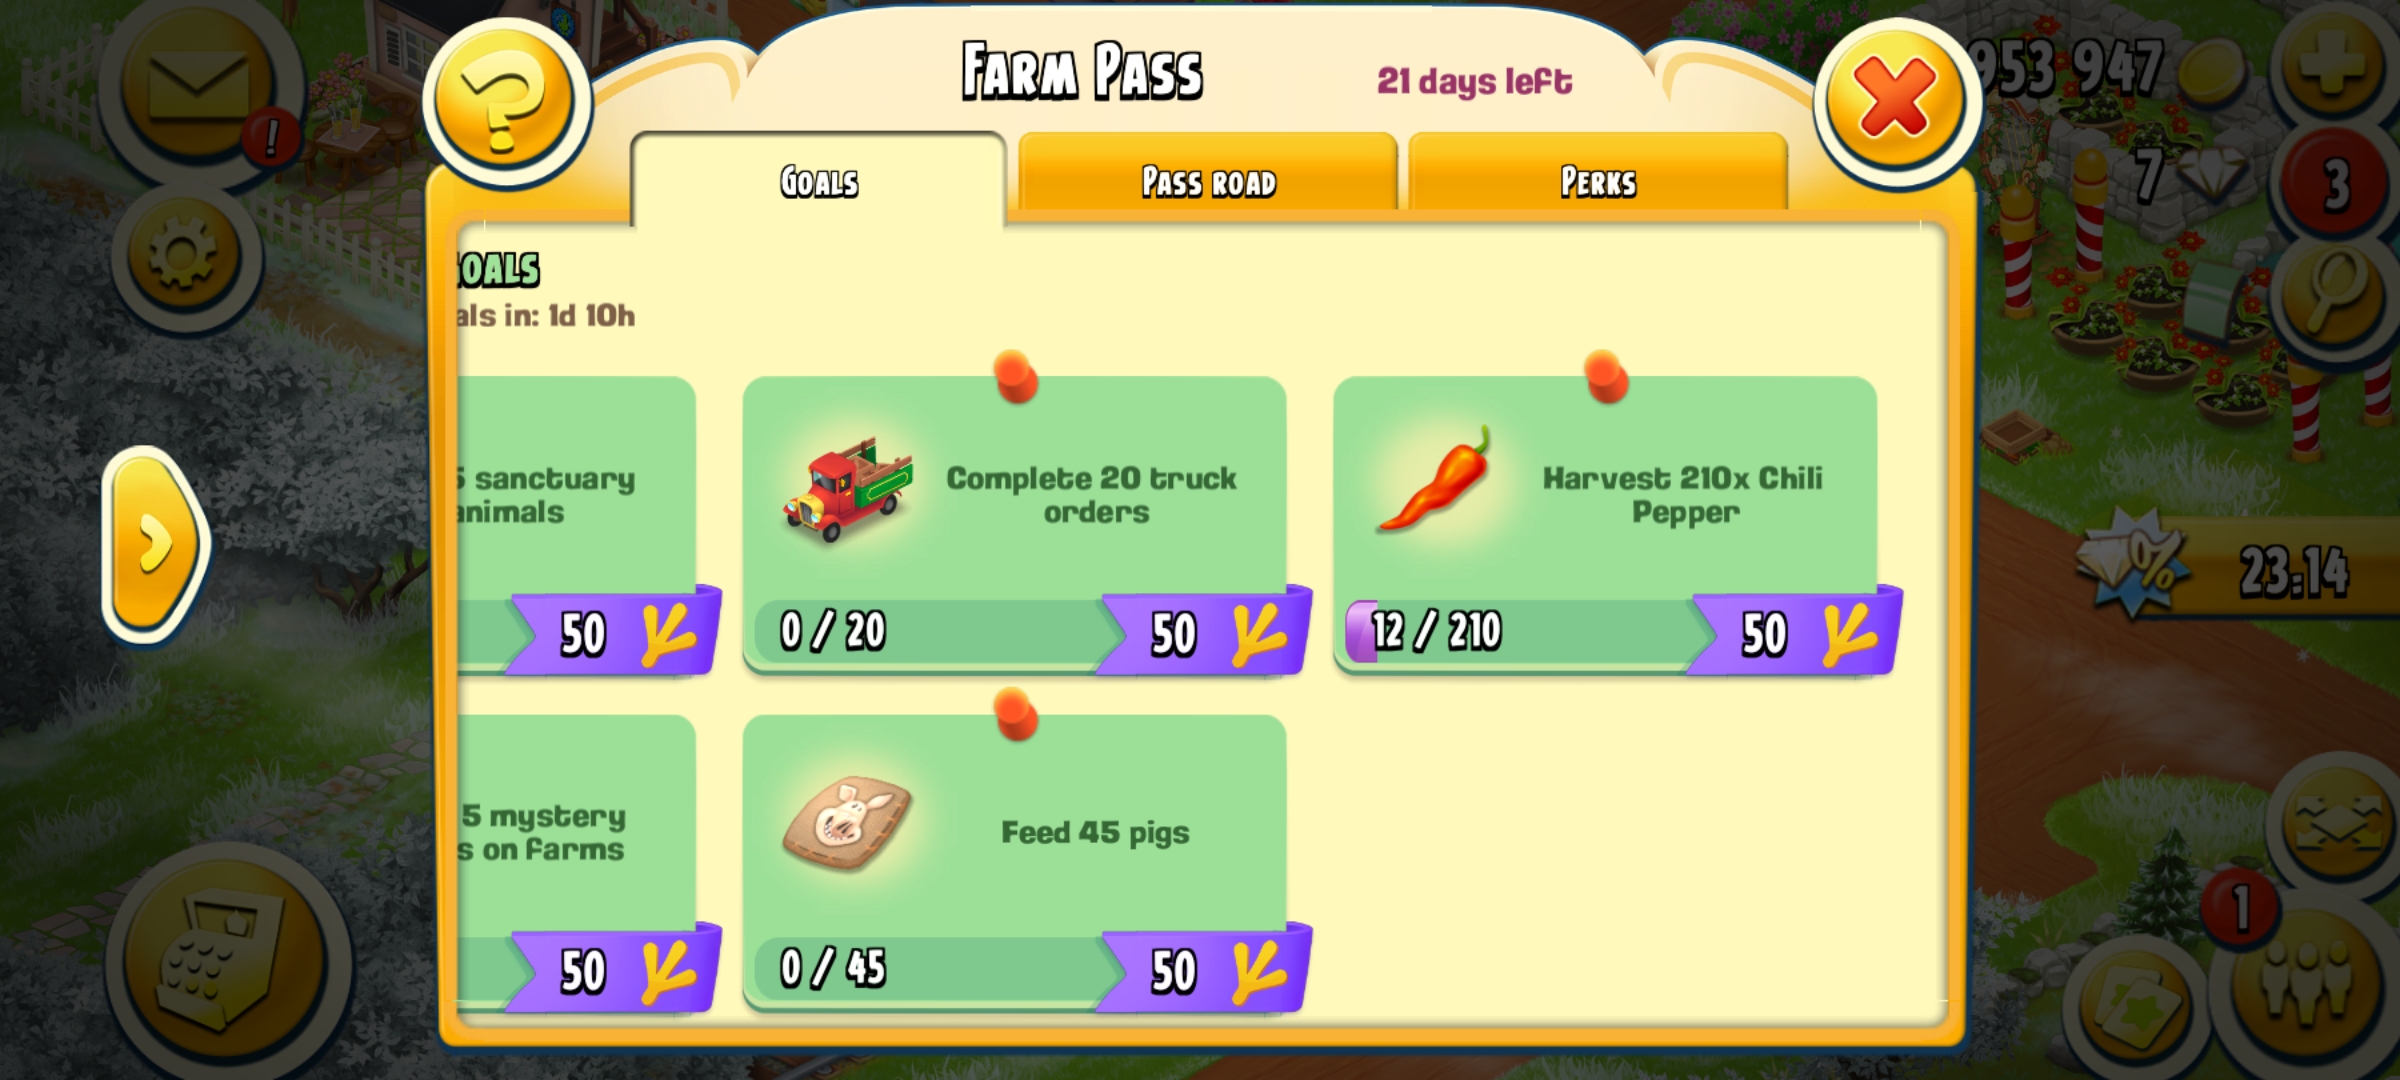 FARM PASS
21 days left
GOALS
PASS ROAD
PERKS
953 947
7
3
OALS
als in: 1d 10h
5 sanctuary
animals
50
Complete 20 truck
orders
0 / 20
50
Harvest 210x Chili
Pepper
12 / 210
50
%
23:14
5 mystery
s on farms
50
Feed 45 pigs
0 / 45
50
1